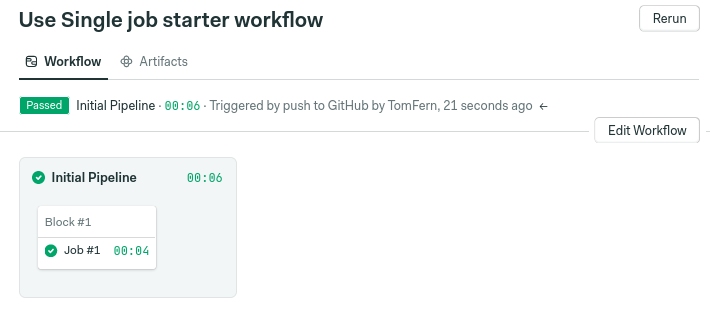 Use Single job starter workflow
Rerun
Workflow
Artifacts
Passed Initial Pipeline · 00:06 · Triggered by push to GitHub by TomFern, 21 seconds ago ←
Edit Workflow
Initial Pipeline 00:06
Block #1
Job #1 00:04